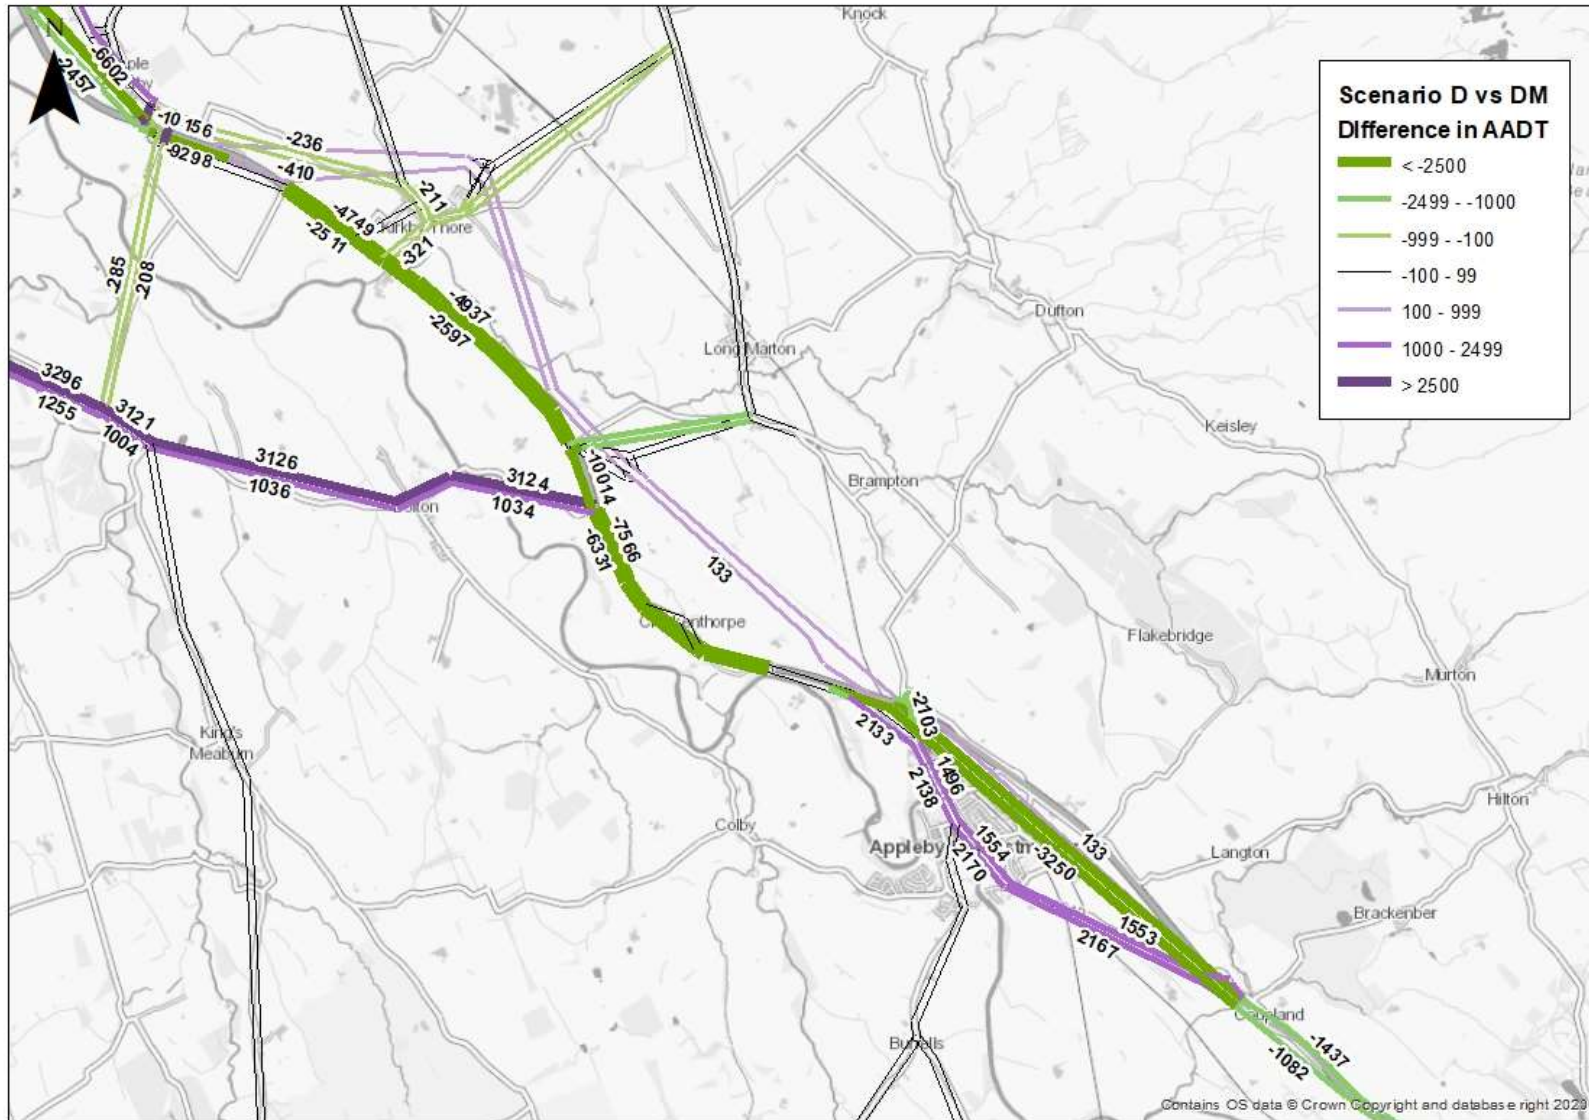 Knock
N
-6602
-2457
-10156
-9298
-236
-410
-211
-4749
-2511
321
-285
-208
-4937
-2597
Dufton
Long Marton
Keisley
3296
1255
3121
1004
3126
1036
3124
1034
-10014
Brampton
-7566
-6331
133
Flakebridge
Murton
King's
Meaburn
-2103
2133
1496
2138
Hilton
Colby
Appleby
1554
-2170
-3250
133
Langton
Brackenber
1553
2167
Coupland
-1437
-1082
Burrells
Scenario D vs DM
DIfference in AADT
< -2500
-2499 - -1000
-999 - -100
-100 - 99
100 - 999
1000 - 2499
> 2500
Contains OS data © Crown Copyright and database right 2023